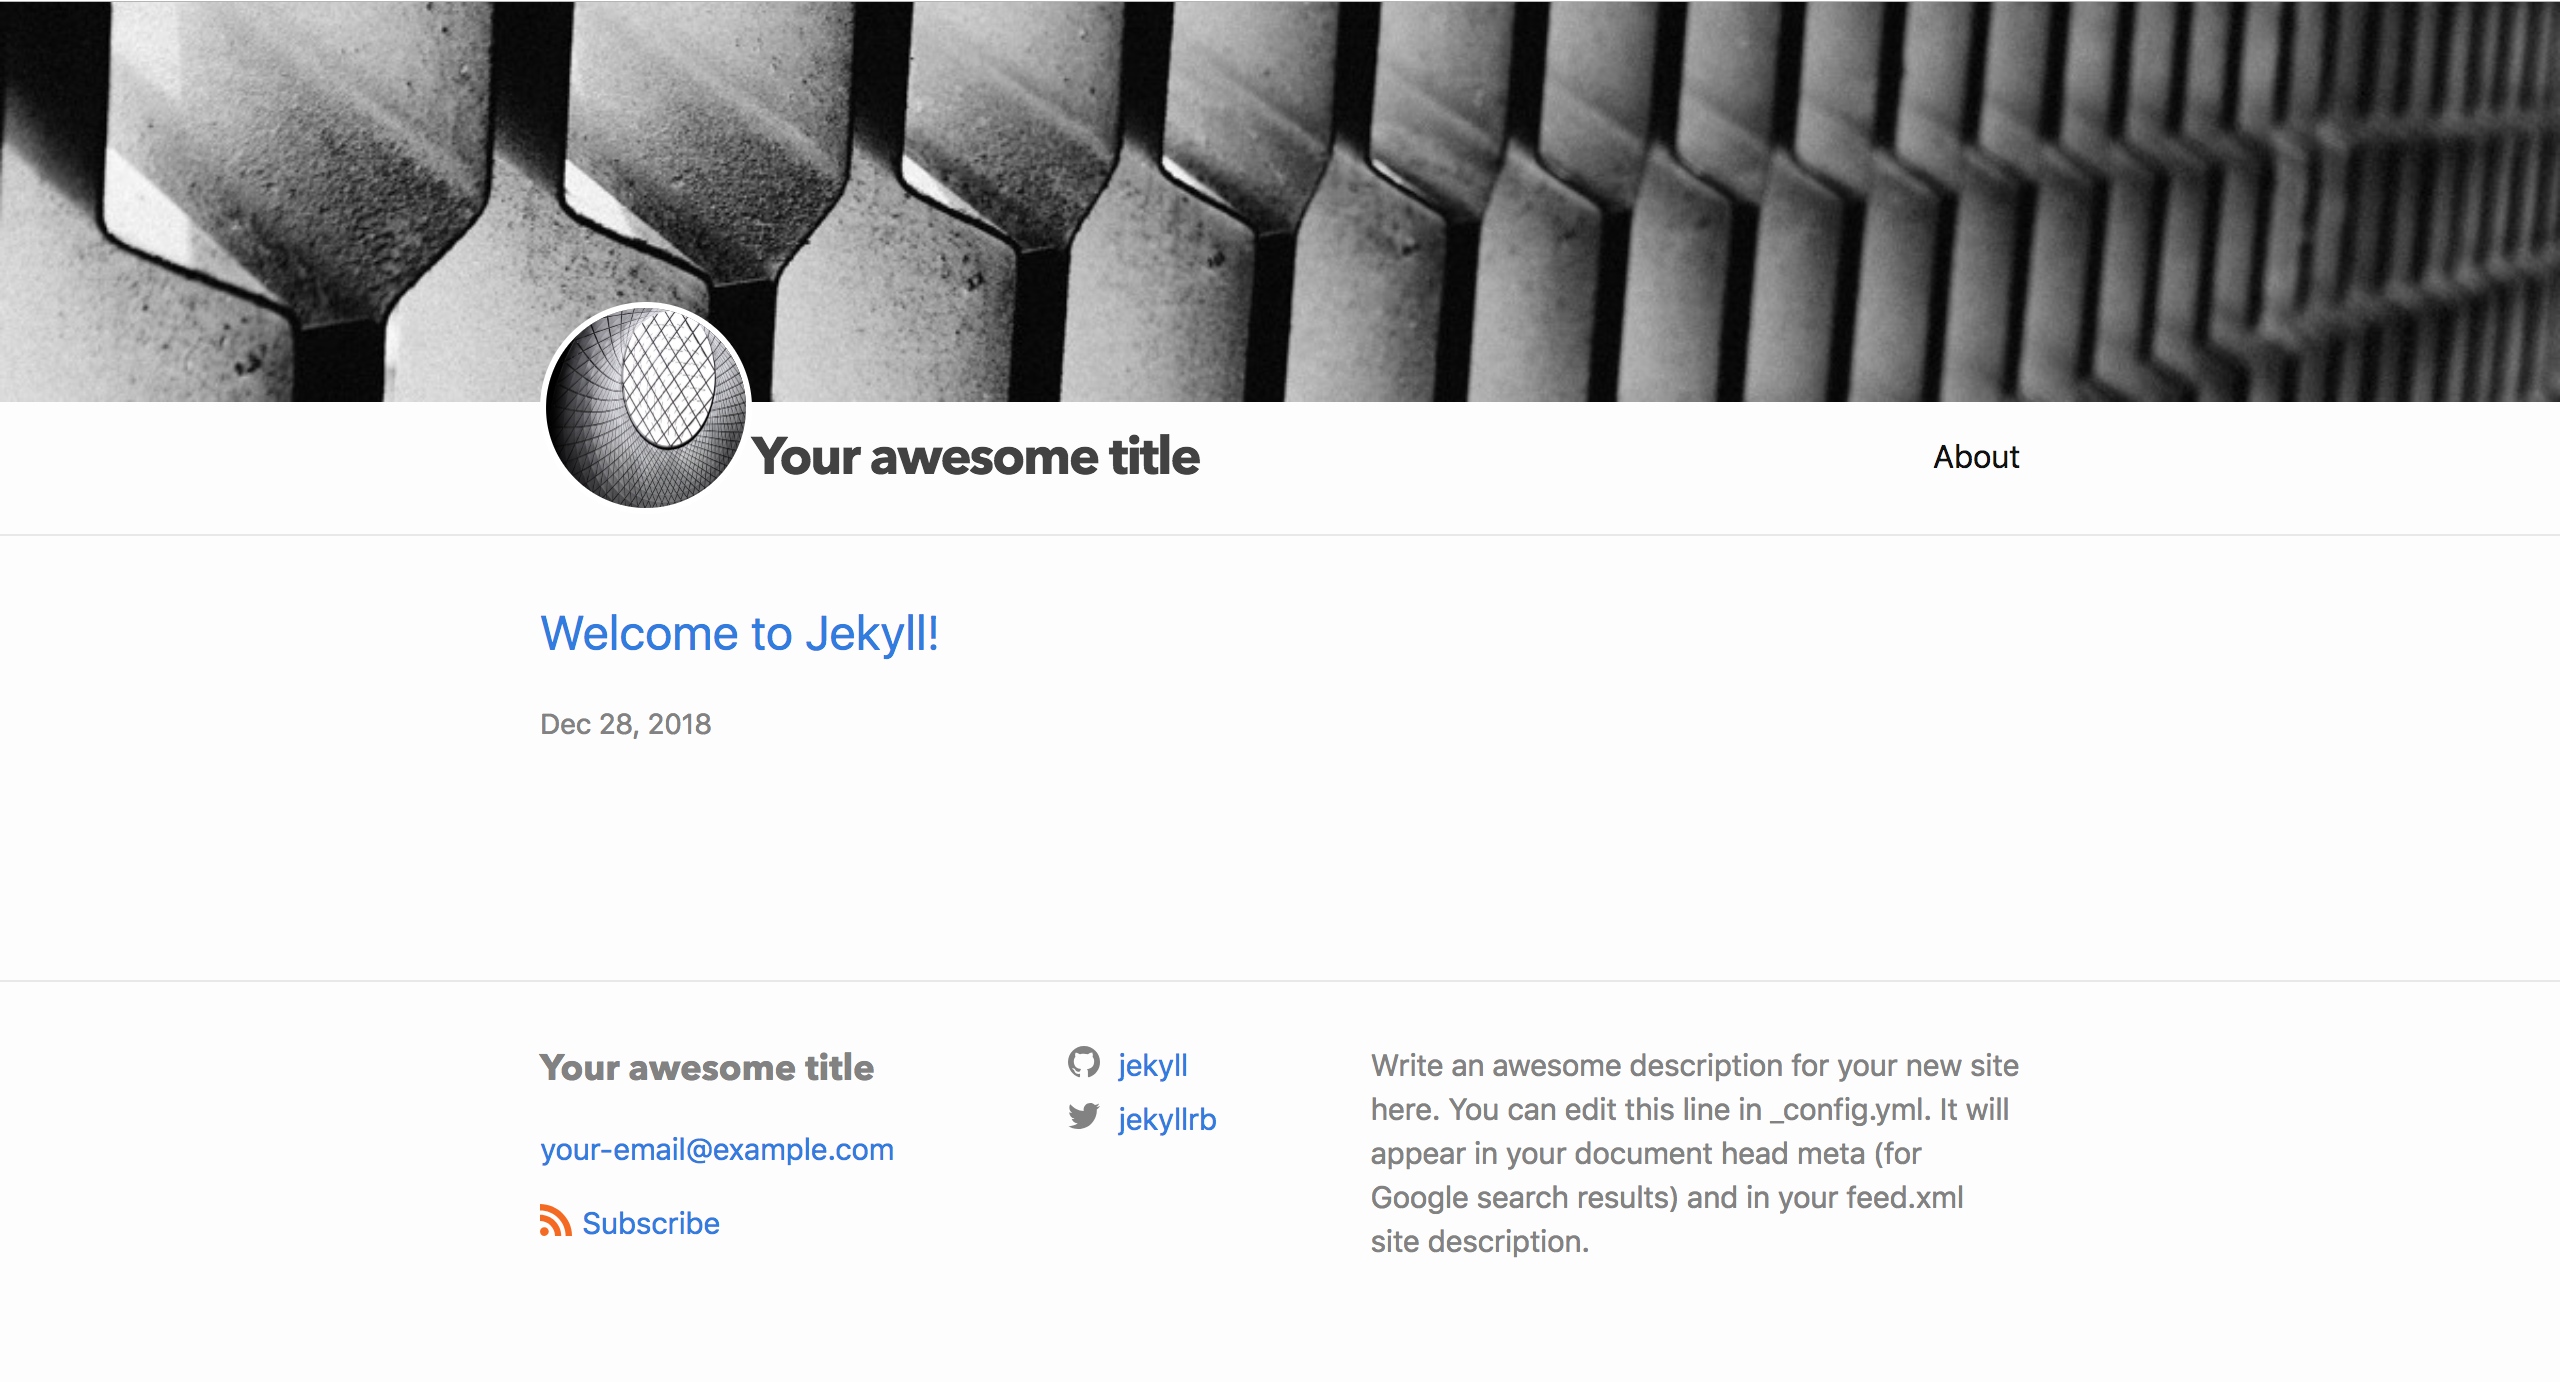 Your awesome title
About
Welcome to Jekyll!
Dec 28, 2018
Your awesome title
your-email@example.com
Subscribe
jekyll
jekyllrb
Write an awesome description for your new site
here. You can edit this line in _config.yml. It will
appear in your document head meta (for
Google search results) and in your feed.xml
site description.